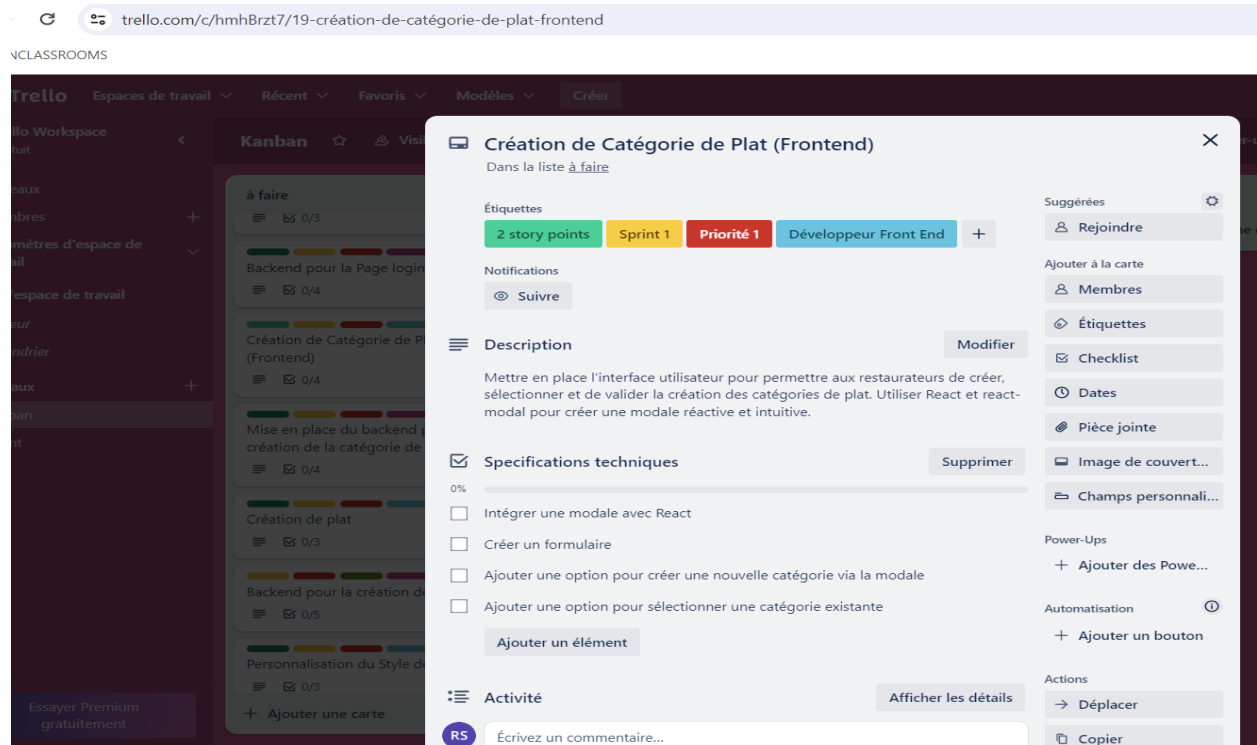 trello.com/c/hmhBrzt7/19-création-de-catégorie-de-plat-frontend
NCLASSROOMS
Trello Espaces de travail Récent Favoris Modèles Créer
Workspace
Kanban
à faire
0/3
Backend pour la Page login
0/4
Création de Catégorie de
(Frontend)
0/4
Mise en place du backend
création de la catégorie de
0/4
Création de plat
0/3
Backend pour la création
0/5
Personnalisation du Style
0/3
+ Ajouter une carte
espace de travail
Essayer Premium
gratuitement
Création de Catégorie de Plat (Frontend)
Dans la liste à faire
Étiquettes
2 story points Sprint 1 Priorité 1 Développeur Front End +
Notifications
Suivre
Description Modifier
Mettre en place l'interface utilisateur pour permettre aux restaurateurs de créer,
sélectionner et de valider la création des catégories de plat. Utiliser React et react-
modal pour créer une modale réactive et intuitive.
Specifications techniques Supprimer
0%
Intégrer une modale avec React
Créer un formulaire
Ajouter une option pour créer une nouvelle catégorie via la modale
Ajouter une option pour sélectionner une catégorie existante
Ajouter un élément
Activité Afficher les détails
RS Écrivez un commentaire...
Suggérées
Rejoindre
Ajouter à la carte
Membres
Étiquettes
Checklist
Dates
Pièce jointe
Image de couvert...
Champs personnali...
Power-Ups
+ Ajouter des Powe...
Automatisation
+ Ajouter un bouton
Actions
Déplacer
Copier